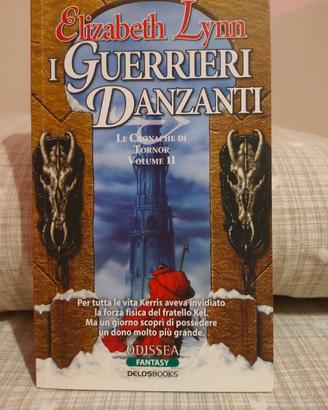 Elizabeth Lynn
I GUERRIERI
DANZANTI
LE CRONACHE DI
TORNOR
VOLUME II
Per tutta le vita Kerris aveva invidiato
la forza fisica del fratello Kel.
Ma un giorno scoprì di possedere
un dono molto più grande.
ODISSEA
FANTASY
DELOSBOOKS